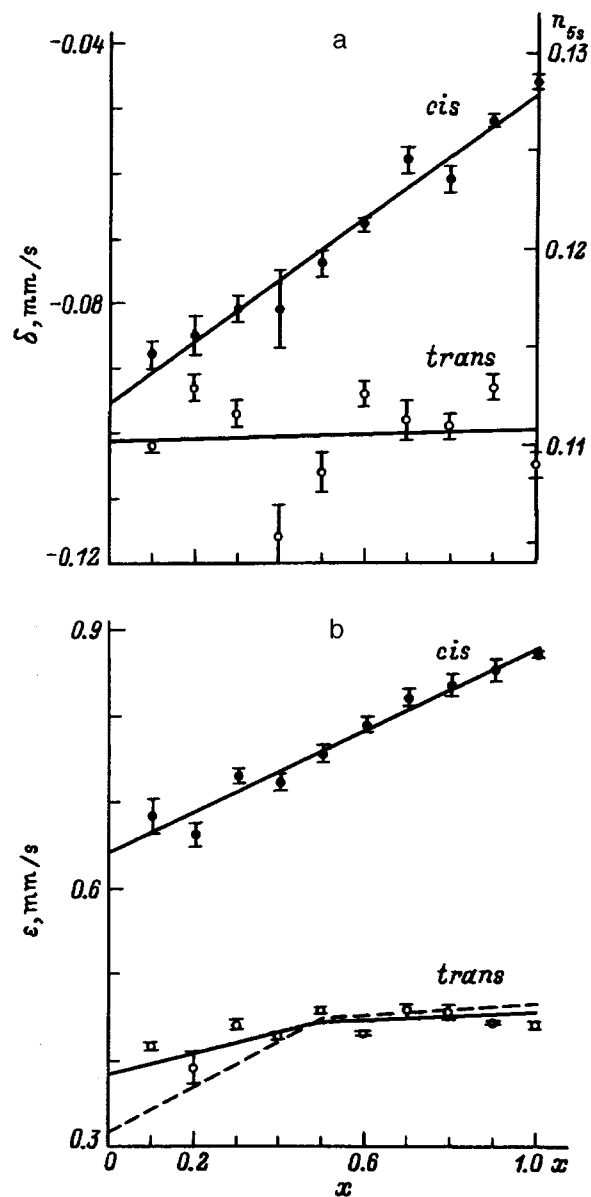 a
n5s
-0.04
0.13
cis
0.12
δ, mm/s
-0.08
trans
0.11
-0.12
b
0.9
cis
ε, mm/s
0.6
trans
0.3
0 0.2 0.6 1.0 x
x